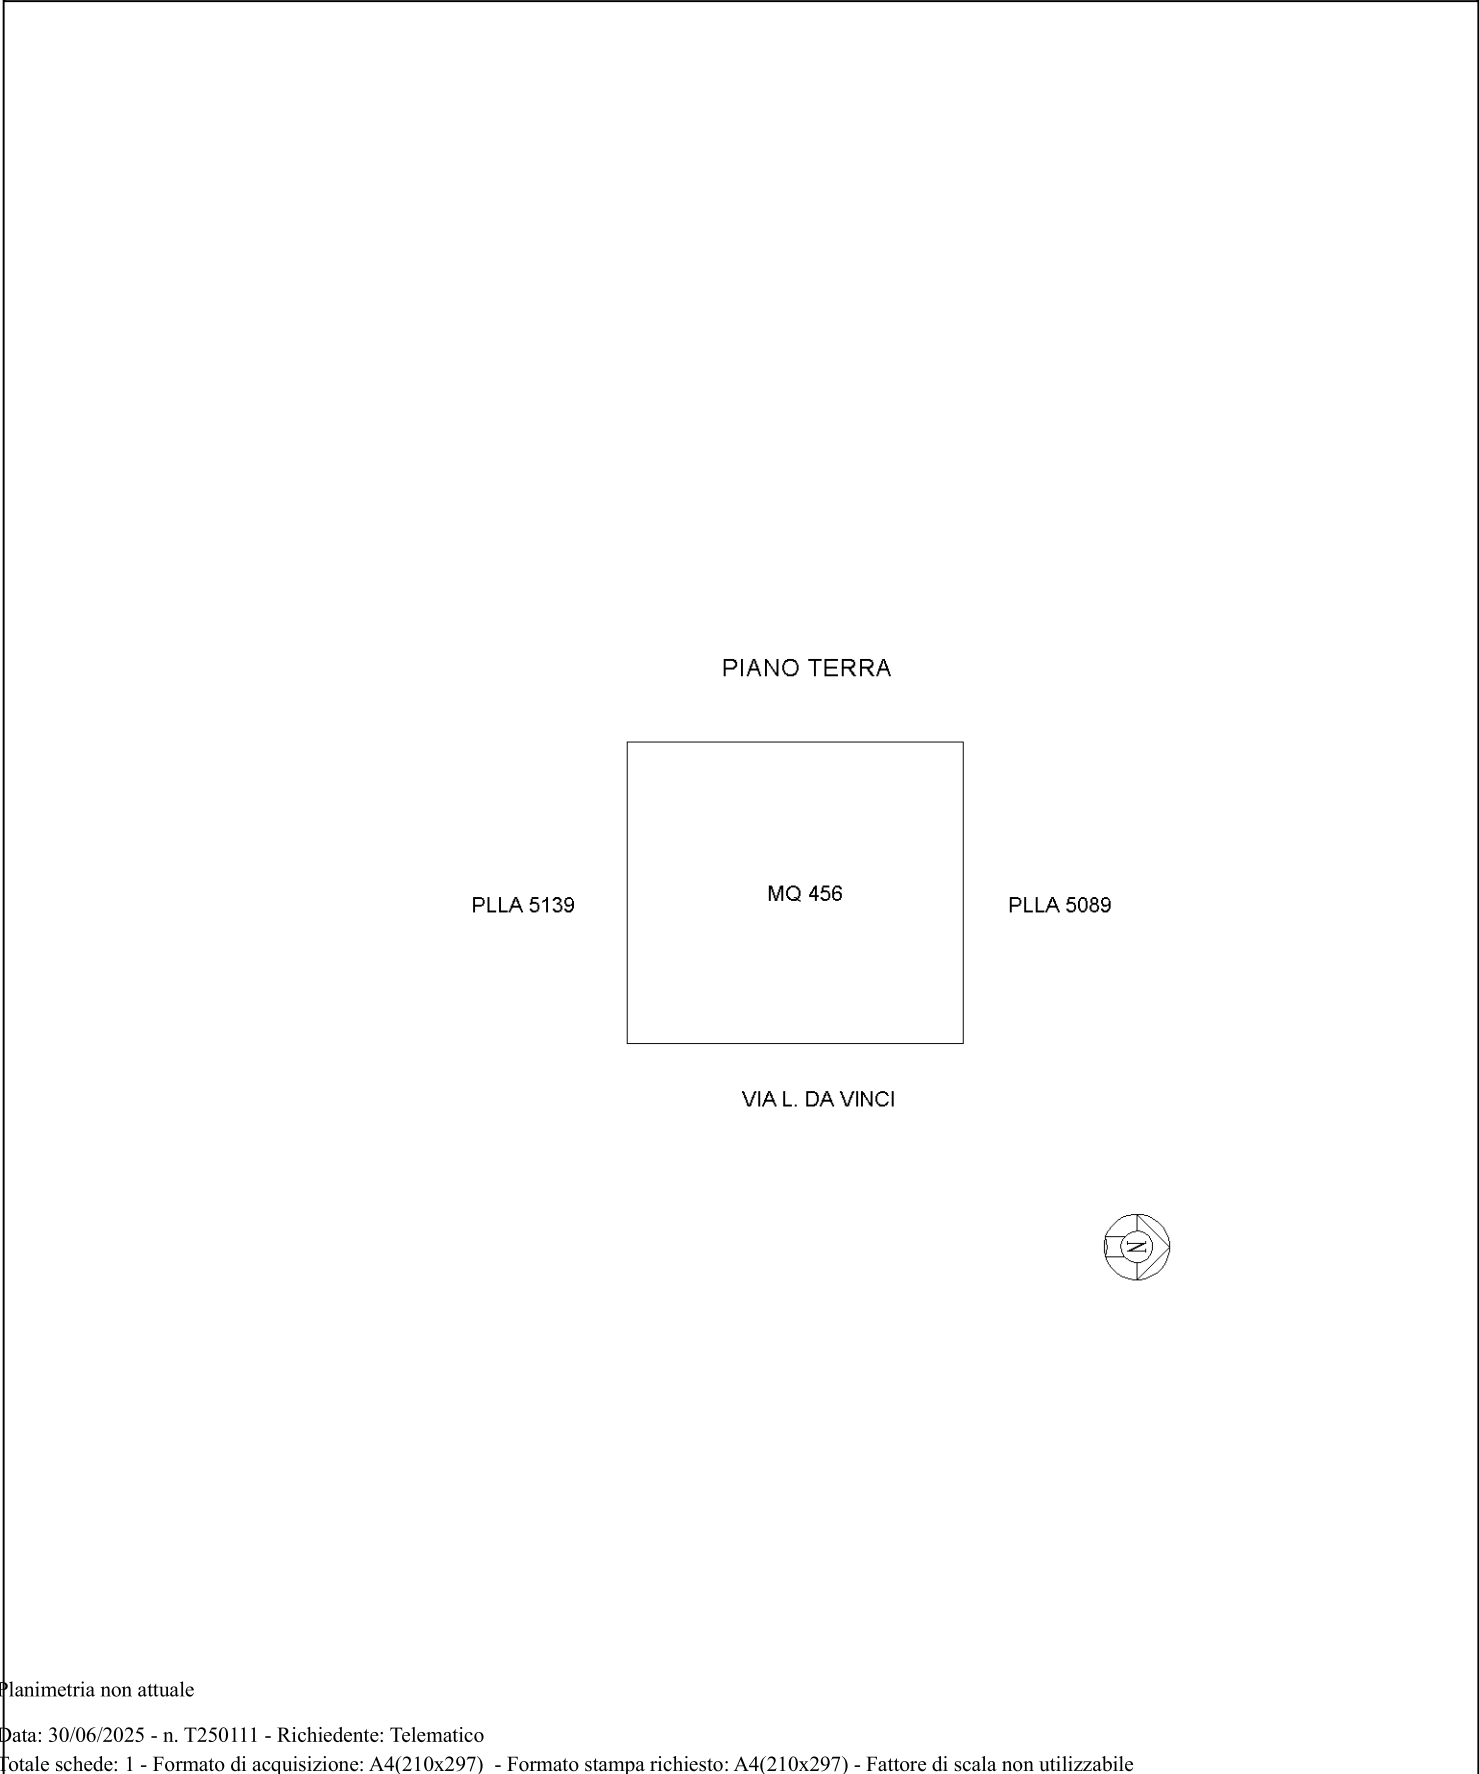 PIANO TERRA
MQ 456
PLLA 5139
PLLA 5089
VIA L. DA VINCI
N
Planimetria non attuale
Data: 30/06/2025 - n. T250111 - Richiedente: Telematico
Totale schede: 1 - Formato di acquisizione: A4(210x297) - Formato stampa richiesto: A4(210x297) - Fattore di scala non utilizzabile